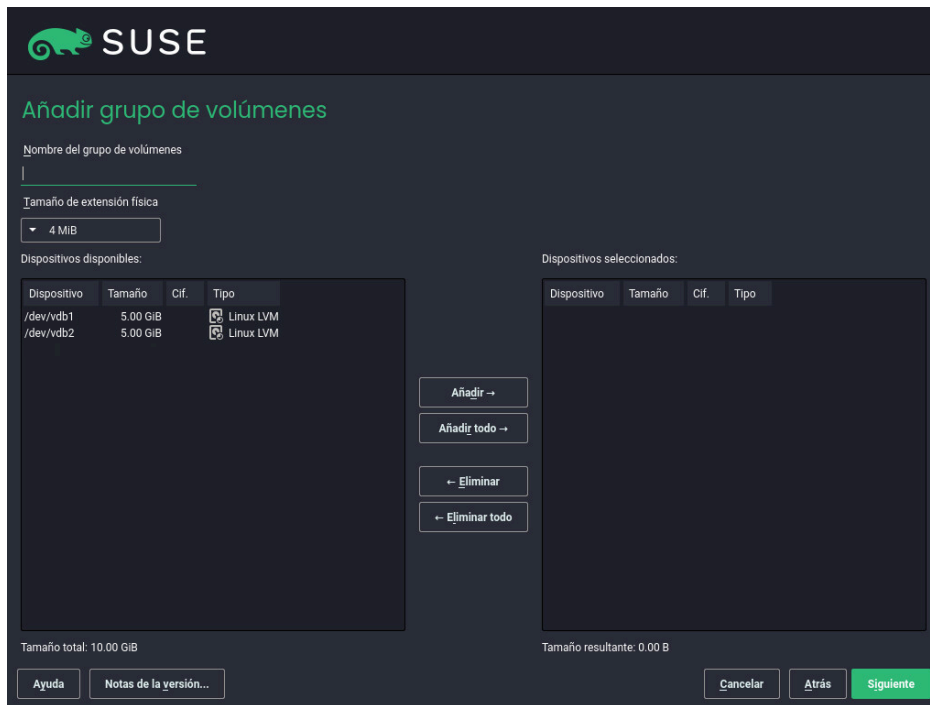 SUSE
Añadir grupo de volúmenes
Nombre del grupo de volúmenes
Tamaño de extensión física
4 MiB
Dispositivos disponibles:
Dispositivo Tamaño Cif. Tipo
/dev/vdb1 5.00 GiB Linux LVM
/dev/vdb2 5.00 GiB Linux LVM
Tamaño total: 10.00 GiB
Añadir →
Añadir todo →
← Eliminar
← Eliminar todo
Dispositivos seleccionados:
Dispositivo Tamaño Cif. Tipo
Tamaño resultante: 0.00 B
Ayuda
Notas de la versión...
Cancelar
Atrás
Siguiente